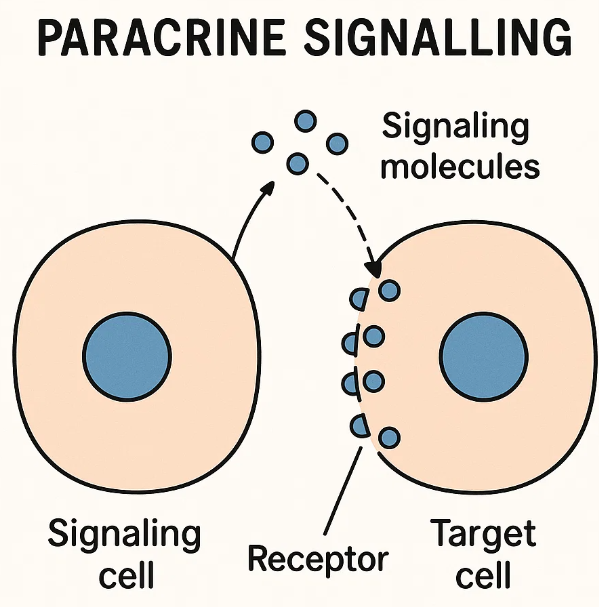 PARACRINE SIGNALLING
Signaling
molecules
Signaling
cell
Receptor
Target
cell